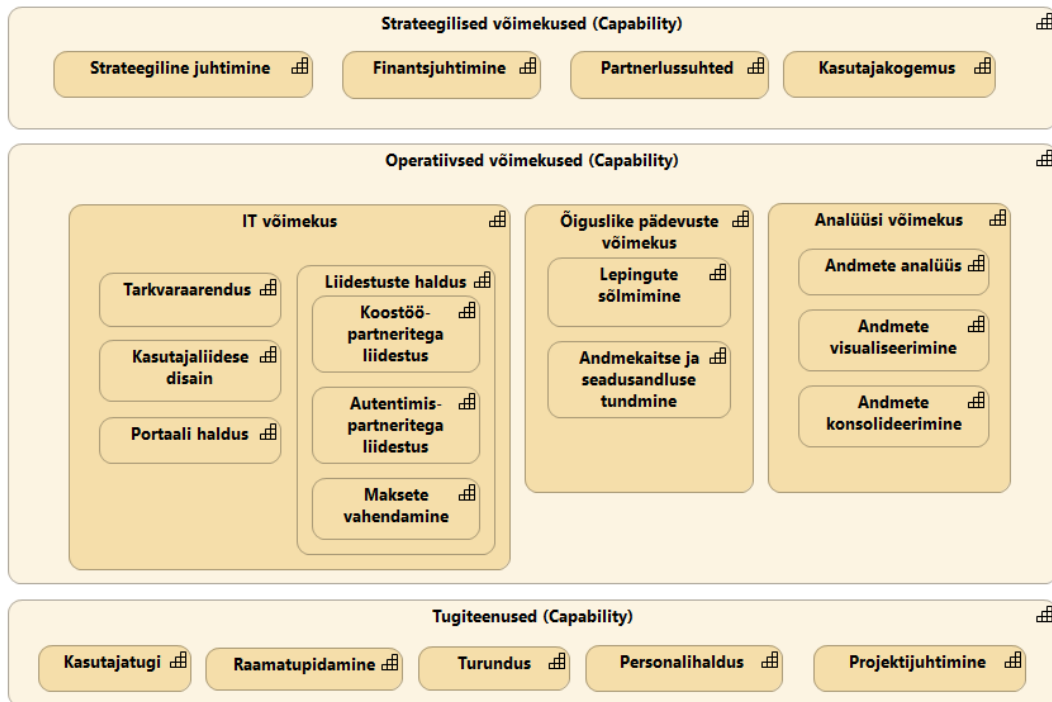 Strateegilised võimekused (Capability)
Strateegiline juhtimine
Finantsjuhtimine
Partnerlussuhted
Kasutajakogemus
Operatiivsed võimekused (Capability)
IT võimekus
Tarkvaraarendus
Kasutajaliidese
disain
Portaali haldus
Liidestuste haldus
Koostöö-
partneritega
liidestus
Autentimis-
partneritega
liidestus
Maksete
vahendamine
Õiguslike pädevuste
võimekus
Lepingute
sõlmimine
Andmekaitse ja
seadusandluse
tundmine
Analüüsi võimekus
Andmete analüüs
Andmete
visualiseerimine
Andmete
konsolideerimine
Tugiteenused (Capability)
Kasutajatugi
Raamatupidamine
Turundus
Personalihaldus
Projektijuhtimine